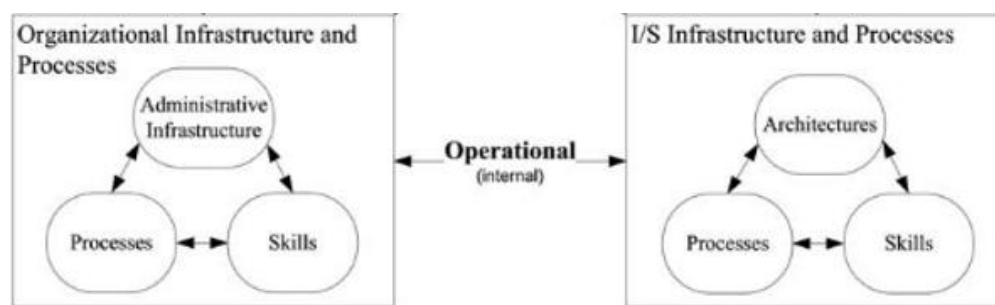 Organizational Infrastructure and
Processes
Administrative
Infrastructure
Processes
Skills
Operational
(internal)
I/S Infrastructure and Processes
Architectures
Processes
Skills